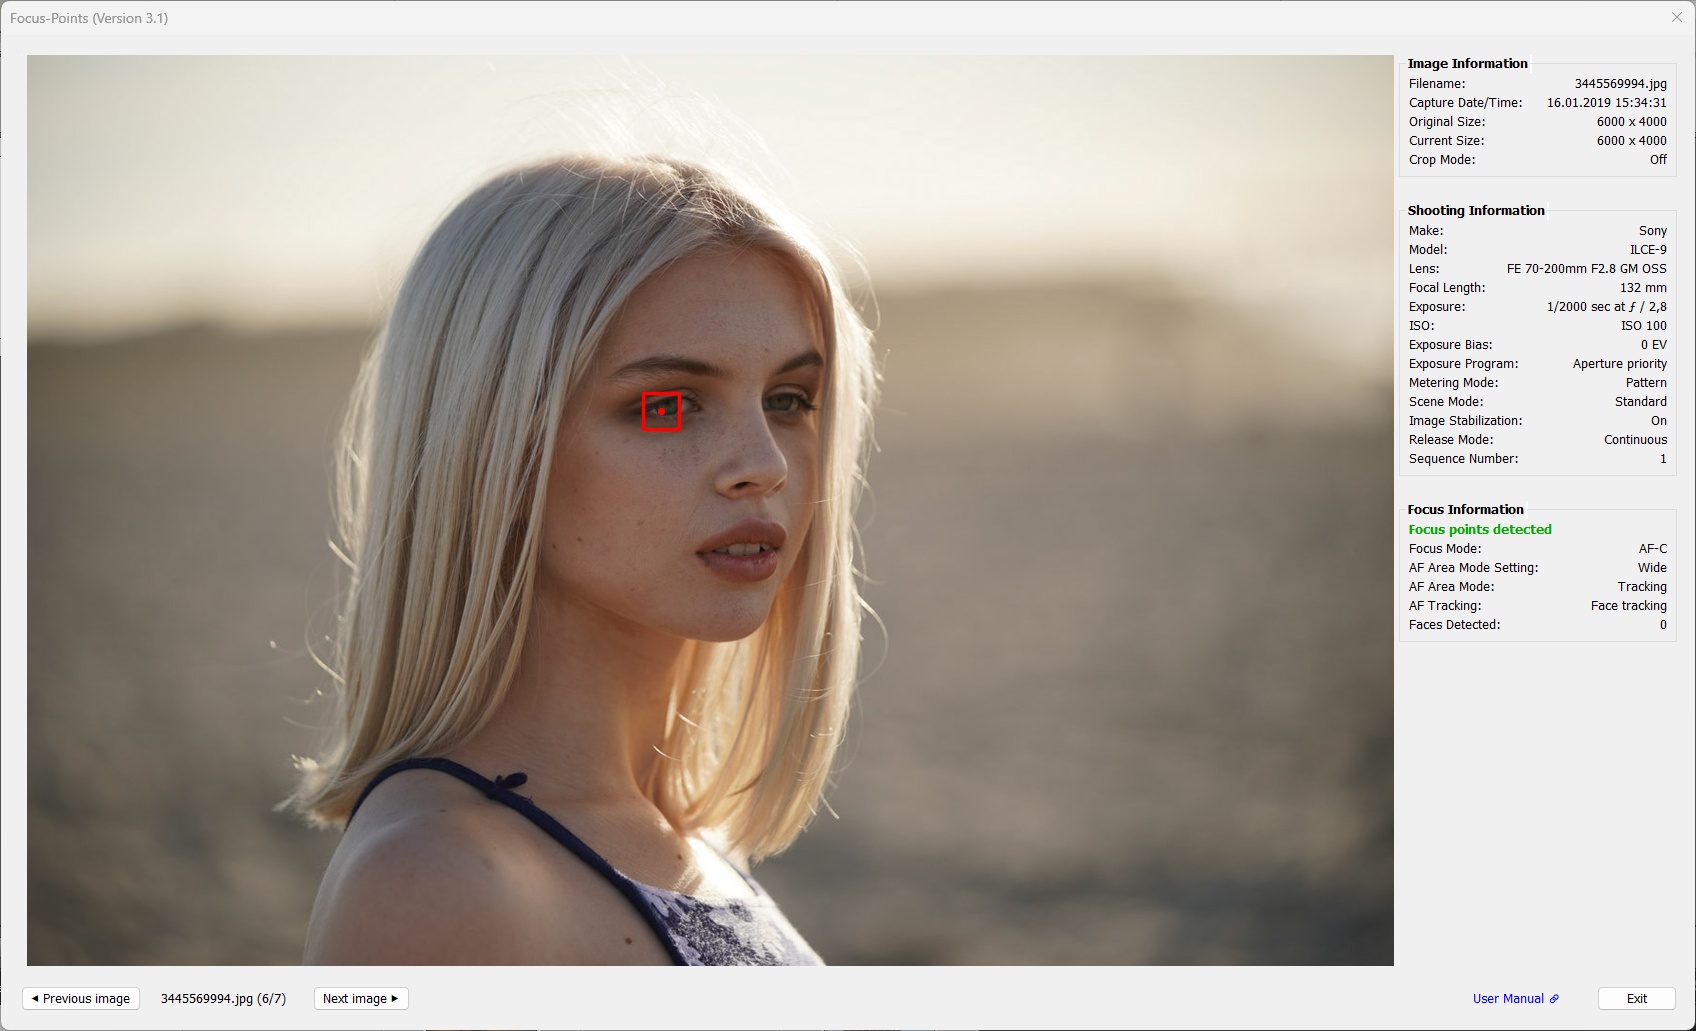 Focus-Points (Version 3.1)
Image Information
Filename: 3445569994.jpg
Capture Date/Time: 16.01.2019 15:34:31
Original Size: 6000 x 4000
Current Size: 6000 x 4000
Crop Mode: Off
Shooting Information
Make: Sony
Model: ILCE-9
Lens: FE 70-200mm F2.8 GM OSS
Focal Length: 132 mm
Exposure: 1/2000 sec at ƒ / 2,8
ISO: ISO 100
Exposure Bias: 0 EV
Exposure Program: Aperture priority
Metering Mode: Pattern
Scene Mode: Standard
Image Stabilization: On
Release Mode: Continuous
Sequence Number: 1
Focus Information
Focus points detected
Focus Mode: AF-C
AF Area Mode Setting: Wide
AF Area Mode: Tracking
AF Tracking: Face tracking
Faces Detected: 0
Previous image 3445569994.jpg (6/7) Next image User Manual Exit